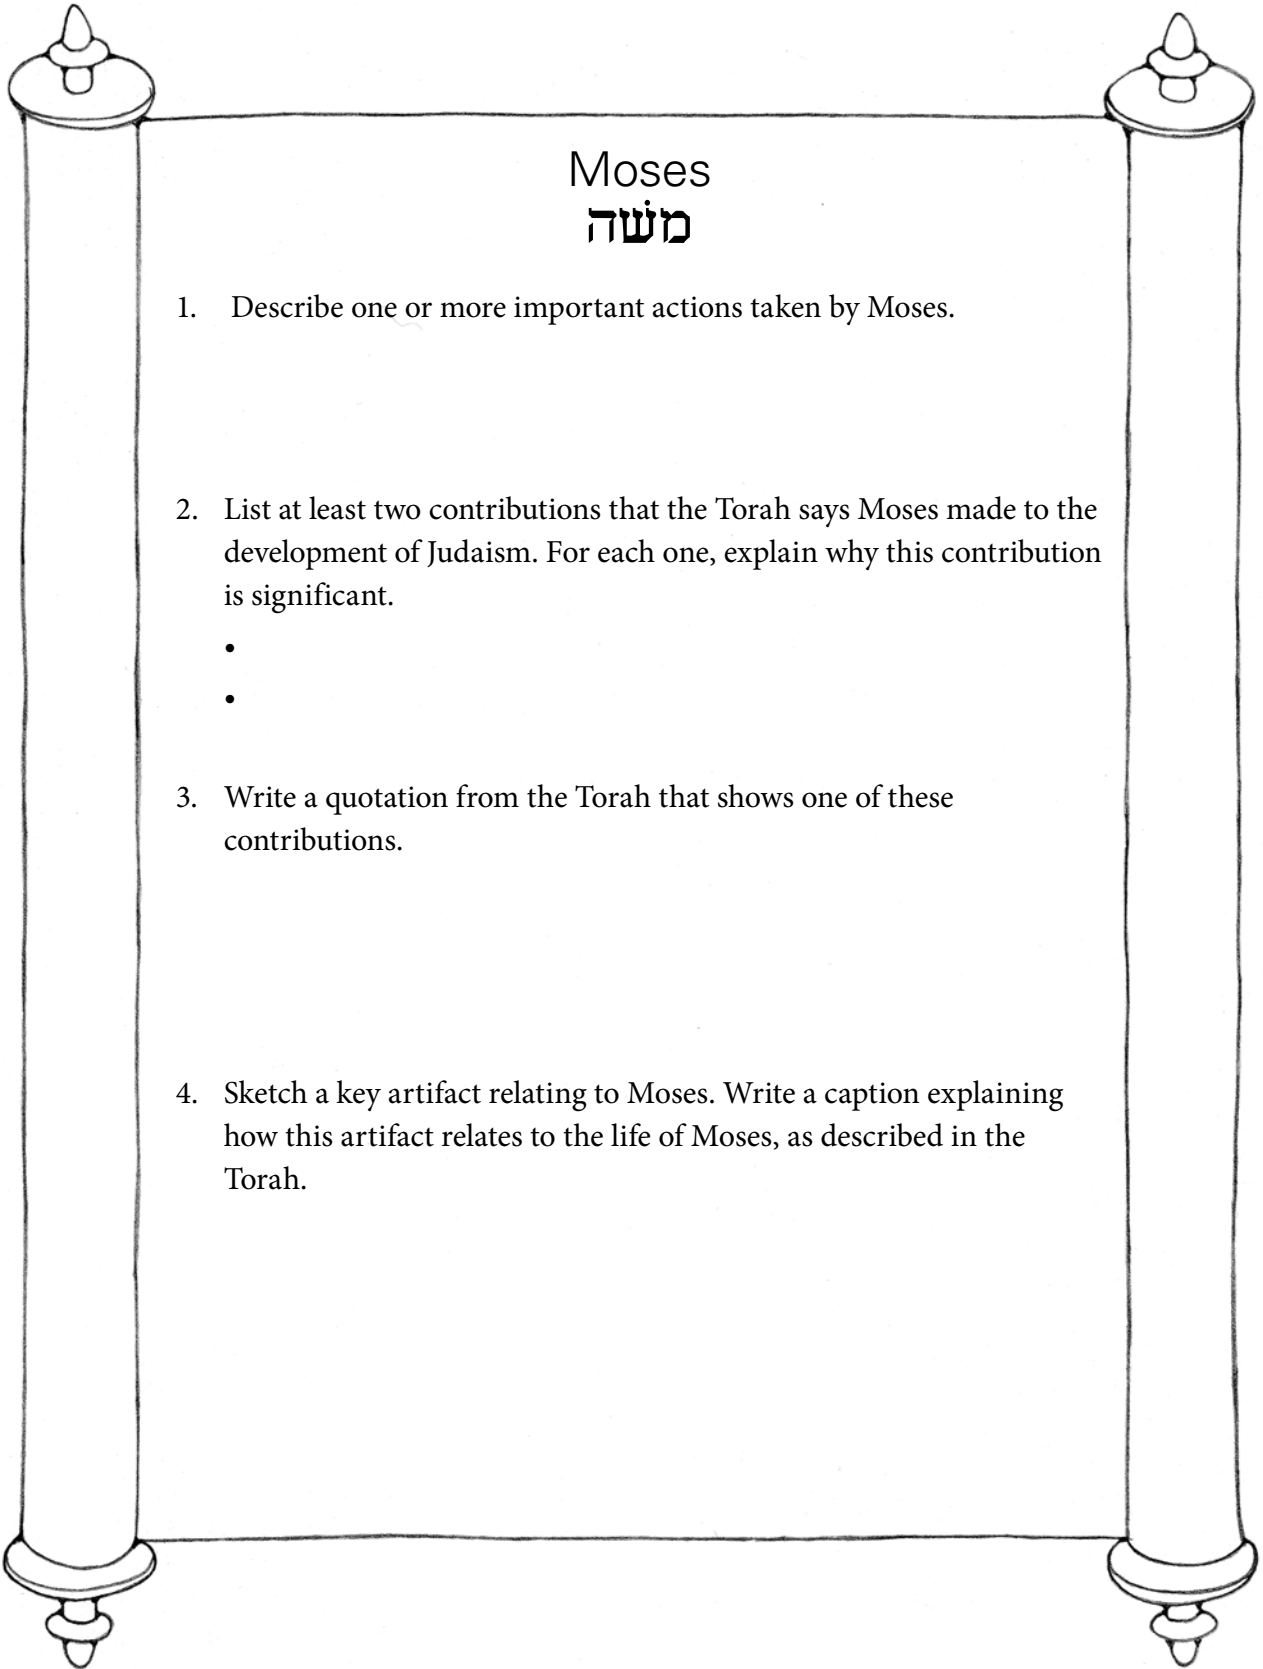 Moses
משׁה
1. Describe one or more important actions taken by Moses.
2. List at least two contributions that the Torah says Moses made to the
development of Judaism. For each one, explain why this contribution
is significant.
•
•
3. Write a quotation from the Torah that shows one of these
contributions.
4. Sketch a key artifact relating to Moses. Write a caption explaining
how this artifact relates to the life of Moses, as described in the
Torah.